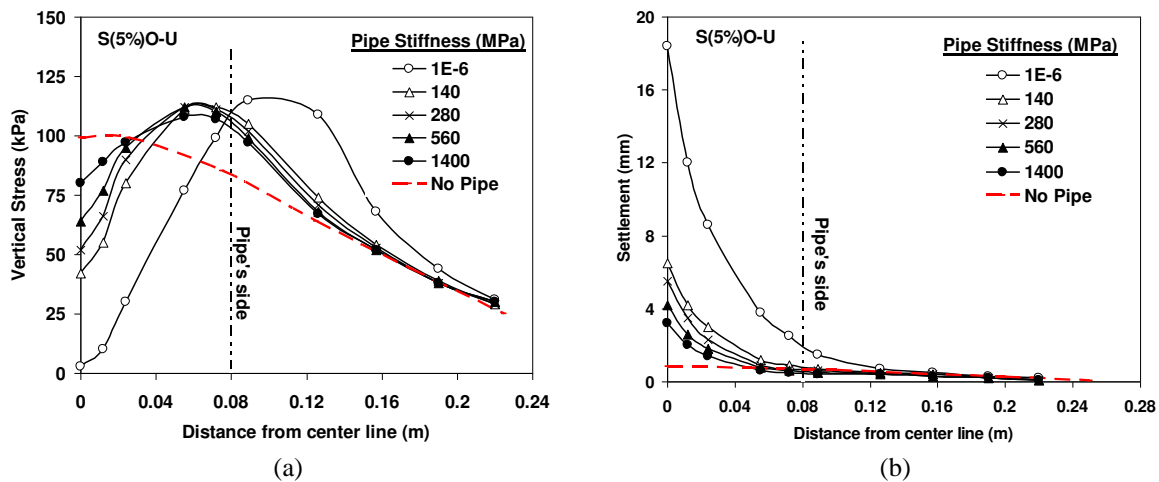 S(5%)O-U
Pipe Stiffness (MPa)
1E-6
140
280
560
1400
No Pipe
Pipe's side
Vertical Stress (kPa)
150
125
100
75
50
25
0
0 0.04 0.08 0.12 0.16 0.2 0.24
Distance from center line (m)
(a)
S(5%)O-U
Pipe Stiffness (MPa)
1E-6
140
280
560
1400
No Pipe
Pipe's side
Settlement (mm)
20
16
12
8
4
0
0 0.04 0.08 0.12 0.16 0.2 0.24 0.28
Distance from center line (m)
(b)